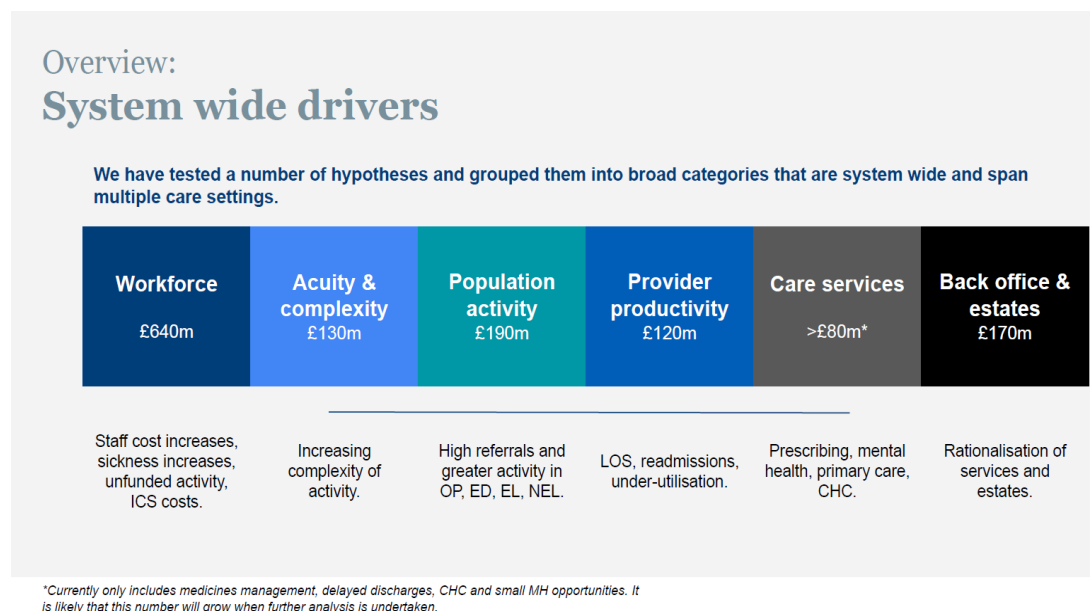 Overview:
System wide drivers
We have tested a number of hypotheses and grouped them into broad categories that are system wide and span
multiple care settings.
Workforce
£640m
Acuity &
complexity
£130m
Population
activity
£190m
Provider
productivity
£120m
Care services
>£80m*
Back office &
estates
£170m
Staff cost increases,
sickness increases,
unfunded activity,
ICS costs.
Increasing
complexity of
activity.
High referrals and
greater activity in
OP, ED, EL, NEL.
LOS, readmissions,
under-utilisation.
Prescribing, mental
health, primary care,
CHC.
Rationalisation of
services and
estates.
*Currently only includes medicines management, delayed discharges, CHC and small MH opportunities. It
is likely that this number will grow when further analysis is undertaken.